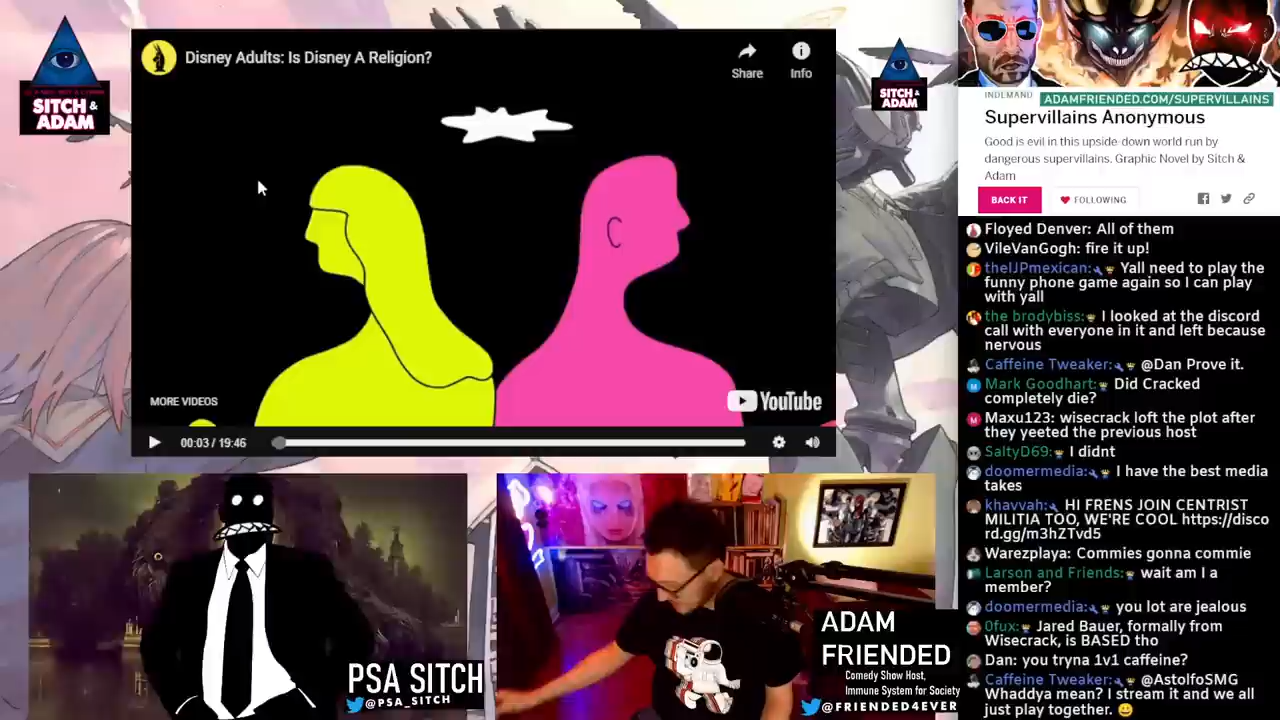 SITCH &
ADAM
Disney Adults: Is Disney A Religion?
Share
Info
MORE VIDEOS
YouTube
00:03 / 19:46
SITCH &
ADAM
PSA SITCH
@PSA_SITCH
ADAM
FRIENDED
Comedy Show Host,
Immune System for Society
@FRIENDED4EVER
INDEMAND
ADAMFRIENDED.COM/SUPERVILLAINS
Supervillains Anonymous
Good is evil in this upside-down world run by
dangerous supervillains. Graphic Novel by Sitch &
Adam
BACK IT
FOLLOWING
Floyed Denver: All of them
VileVanGogh: fire it up!
theIJPmexican: Yall need to play the
funny phone game again so I can play
with yall
the brodybiss: I looked at the discord
call with everyone in it and left because
nervous
Caffeine Tweaker: @Dan Prove it.
Mark Goodhart: Did Cracked
completely die?
Maxu123: wisecrack loft the plot after
they yeeted the previous host
SaltyD69: I didnt
doomermedia: I have the best media
takes
khavvah: HI FRENS JOIN CENTRIST
MILITIA TOO, WE'RE COOL https://disco
rd.gg/m3hZTvd5
Warezplaya: Commies gonna commie
Larson and Friends: wait am I a
member?
doomermedia: you lot are jealous
0fux: Jared Bauer, formally from
Wisecrack, is BASED tho
Dan: you tryna 1v1 caffeine?
Caffeine Tweaker: @AstolfoSMG
Whaddya mean? I stream it and we all
just play together. 😀